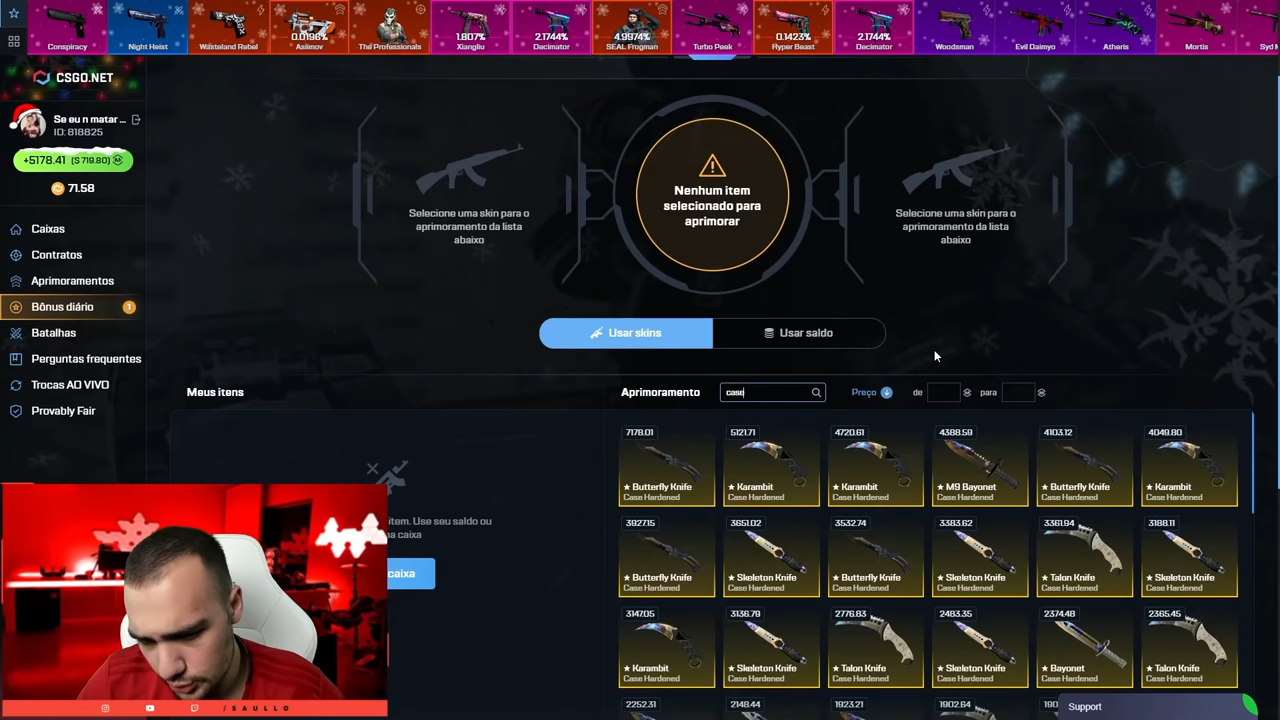 Conspiracy
Night Heist
Wasteland Rebel
0.0196%
Asiimov
The Professionals
1.807%
Xiangliu
2.1744%
Decimator
4.9974%
SEAL Frogman
Turbo Peek
0.1423%
Hyper Beast
2.1744%
Decimator
Woodsman
Evil Daimyo
Atheris
Mortis
Syd M
CSGO.NET
Se eu n matar ...
ID: 818825
+5178.41 ($ 719.80) M
71.58
Caixas
Contratos
Aprimoramentos
Bônus diário 1
Batalhas
Perguntas frequentes
Trocas AO VIVO
Provably Fair
Selecione uma skin para o
aprimoramento da lista
abaixo
Nenhum item
selecionado para
aprimorar
Selecione uma skin para o
aprimoramento da lista
abaixo
Usar skins
Usar saldo
Meus itens
item. Use seu saldo ou
caixa
caixa
Aprimoramento
case
Preço
de
para
7178.01
★ Butterfly Knife
Case Hardened
5121.71
★ Karambit
Case Hardened
4720.61
★ Karambit
Case Hardened
4388.59
★ M9 Bayonet
Case Hardened
4103.12
★ Butterfly Knife
Case Hardened
4049.80
★ Karambit
Case Hardened
3827.15
★ Butterfly Knife
Case Hardened
3651.02
★ Skeleton Knife
Case Hardened
3532.74
★ Butterfly Knife
Case Hardened
3383.62
★ Skeleton Knife
Case Hardened
3361.94
★ Talon Knife
Case Hardened
3188.11
★ Skeleton Knife
Case Hardened
3147.05
★ Karambit
Case Hardened
3136.79
★ Skeleton Knife
Case Hardened
2776.83
★ Talon Knife
Case Hardened
2483.35
★ Skeleton Knife
Case Hardened
2374.48
★ Bayonet
Case Hardened
2365.45
★ Talon Knife
Case Hardened
2252.31
2148.44
1923.21
1902.64
Support
/SAULLO